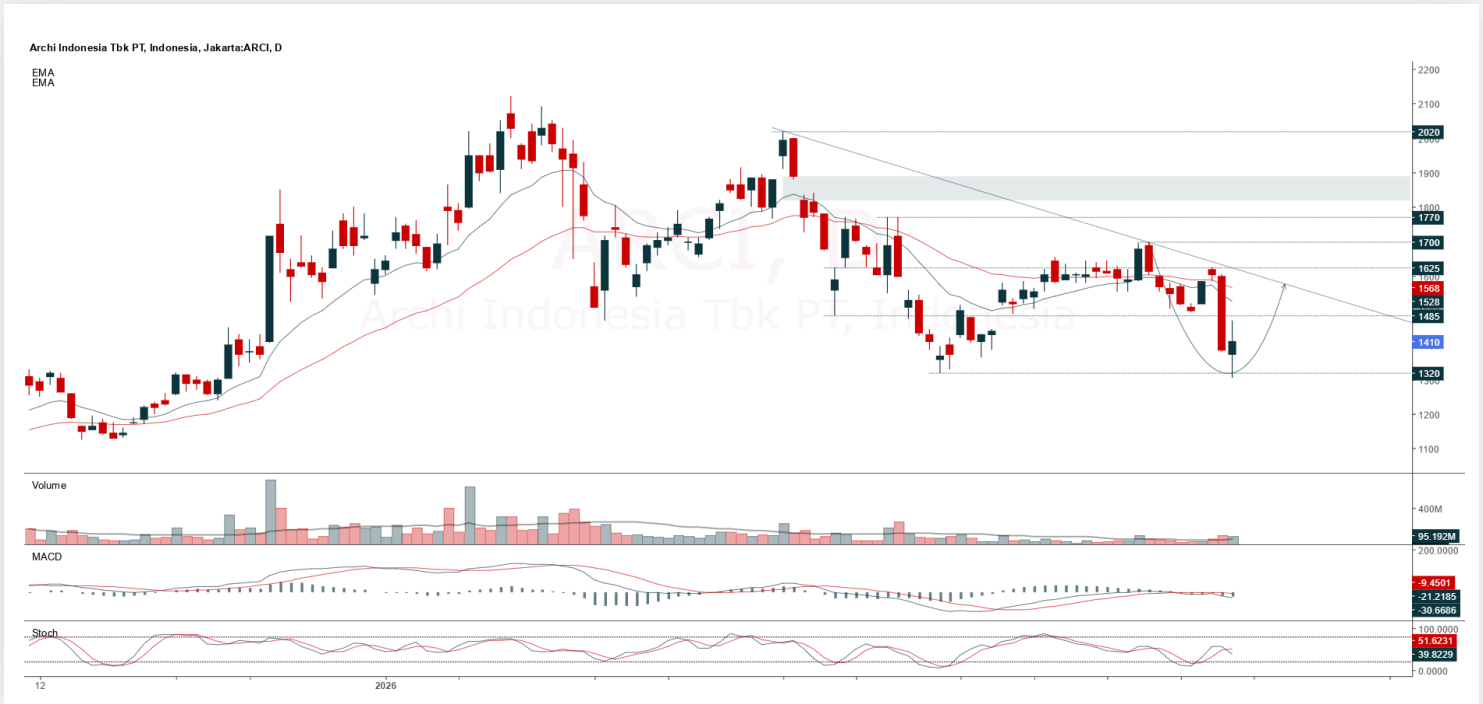 Archi Indonesia Tbk PT, Indonesia, Jakarta:ARCI, D
EMA
EMA
ARCI, D
Archi Indonesia Tbk PT, Indonesia
2200
2100
2020
2000
1900
1800
1770
1700
1625
1600
1568
1528
1485
1410
1320
1300
1200
1100
Volume
400M
95.192M
MACD
200.0000
-9.4501
-21.2185
-30.6686
Stoch
100.0000
51.6231
39.8229
0.0000
12
2026